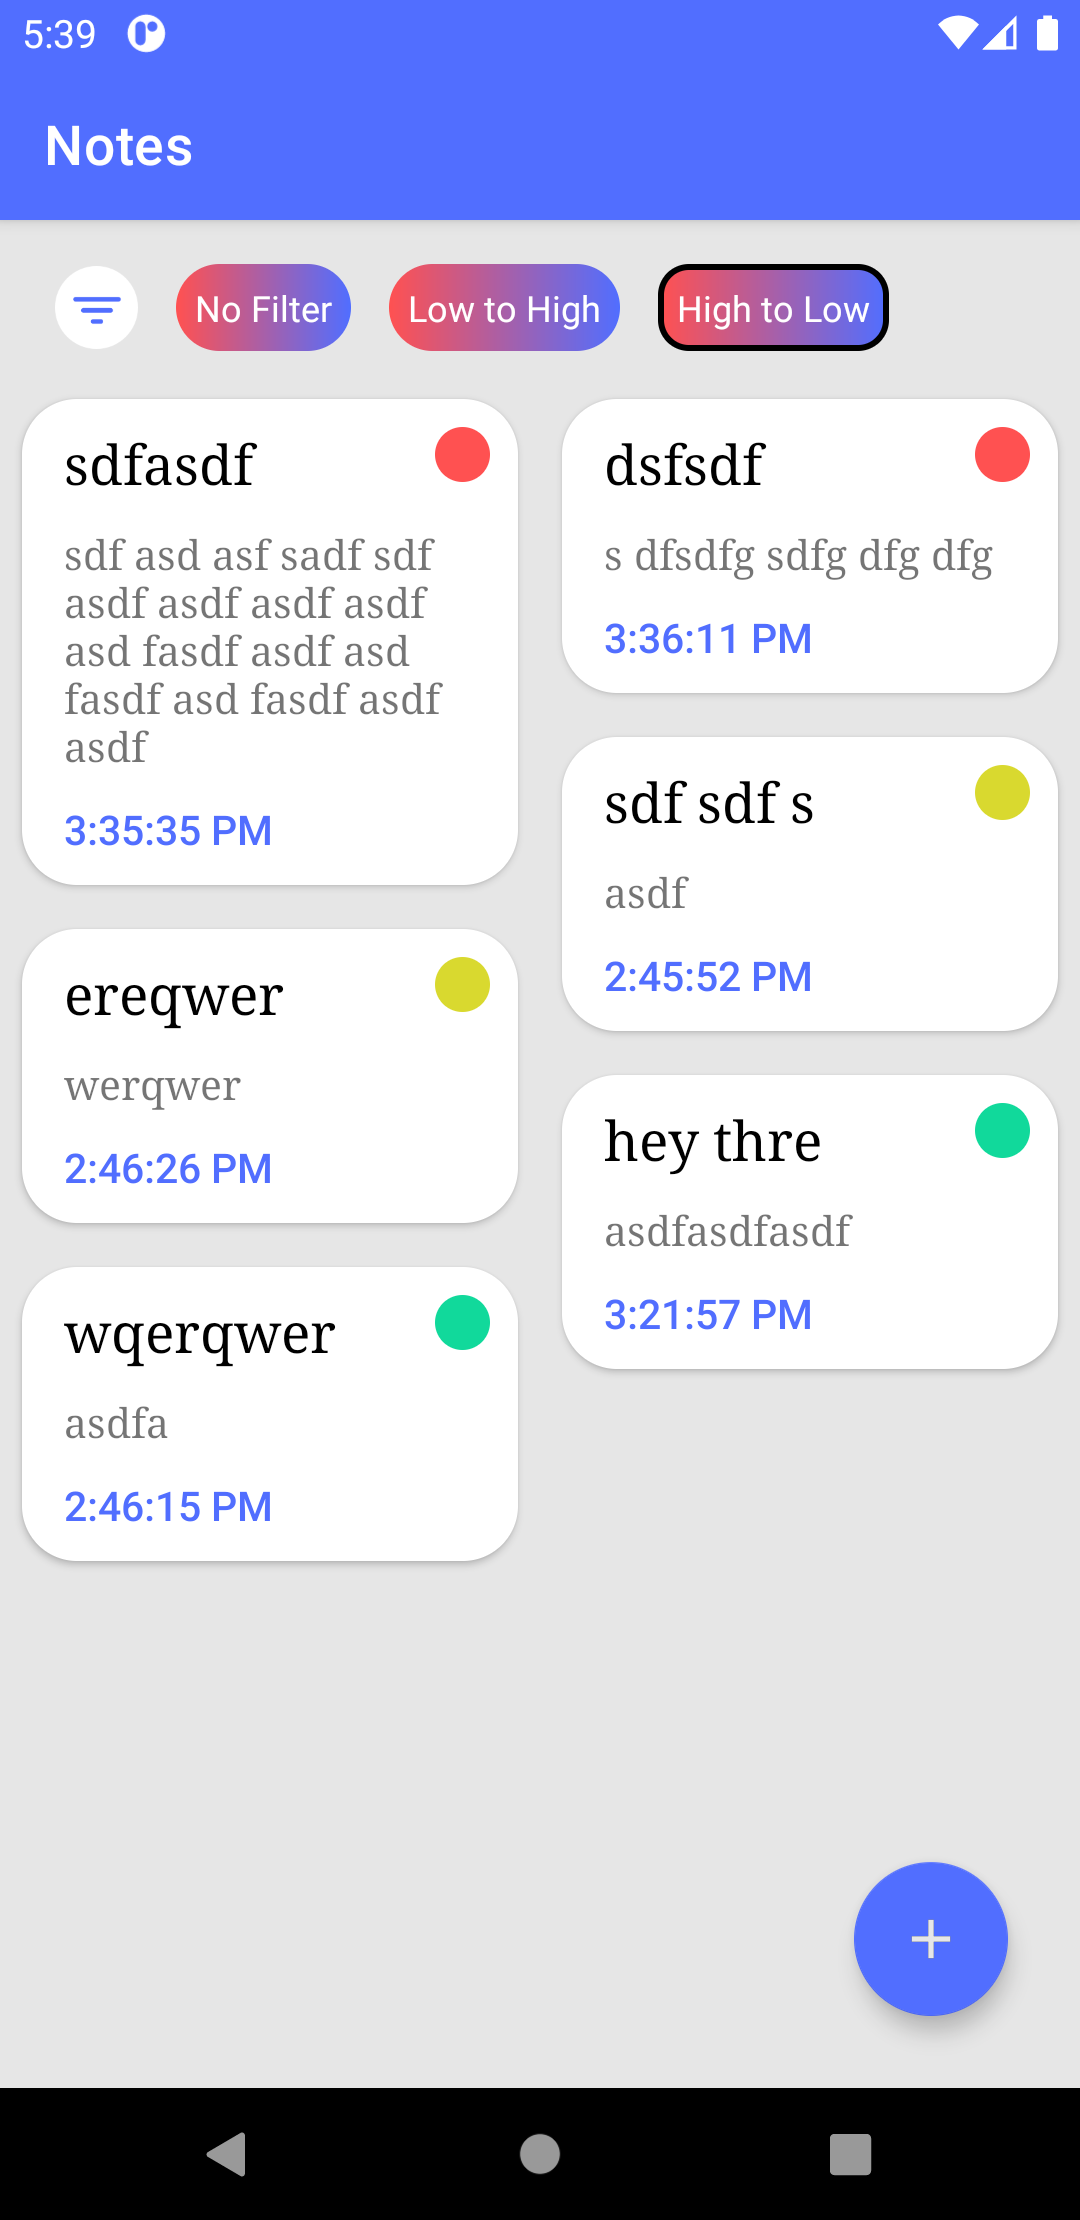 5:39
Notes
No Filter
Low to High
High to Low
sdfasdf
sdf asd asf sadf sdf
asdf asdf asdf asdf
asd fasdf asdf asd
fasdf asd fasdf asdf
asdf
3:35:35 PM
dsfsdf
s dfsdfg sdfg dfg dfg
3:36:11 PM
sdf sdf s
asdf
2:45:52 PM
ereqwer
werqwer
2:46:26 PM
hey thre
asdfasdfasdf
3:21:57 PM
wqerqwer
asdfa
2:46:15 PM